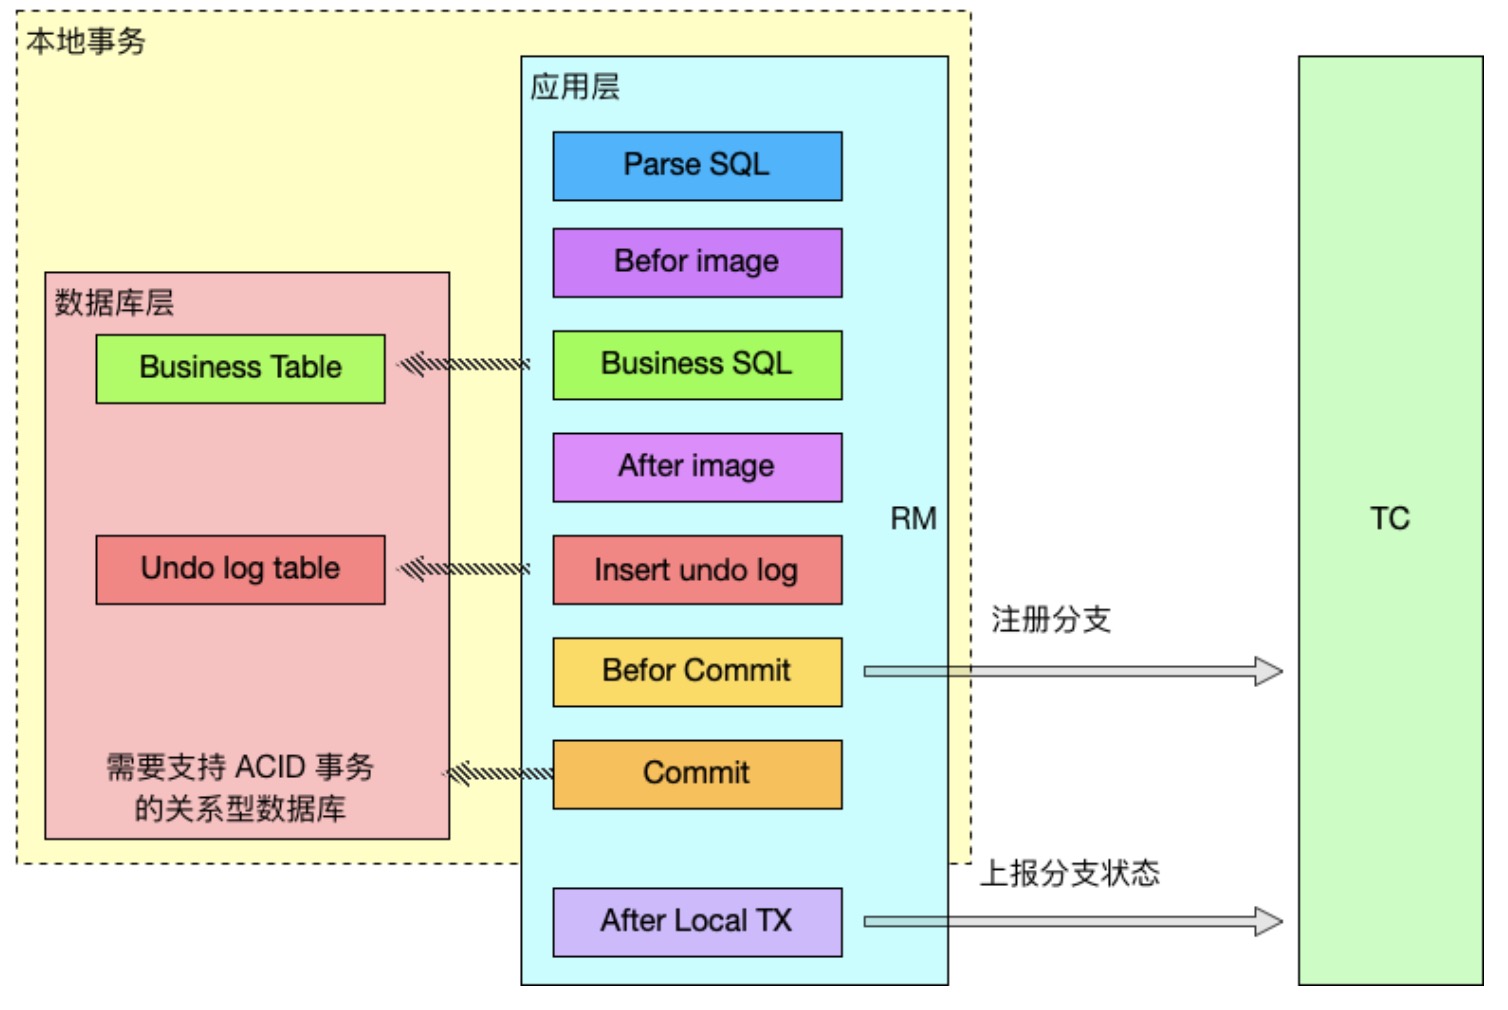 本地事务
应用层
Parse SQL
Befor image
数据库层
Business Table
Business SQL
After image
RM
TC
Undo log table
Insert undo log
注册分支
Befor Commit
需要支持 ACID 事务
的关系型数据库
Commit
上报分支状态
After Local TX